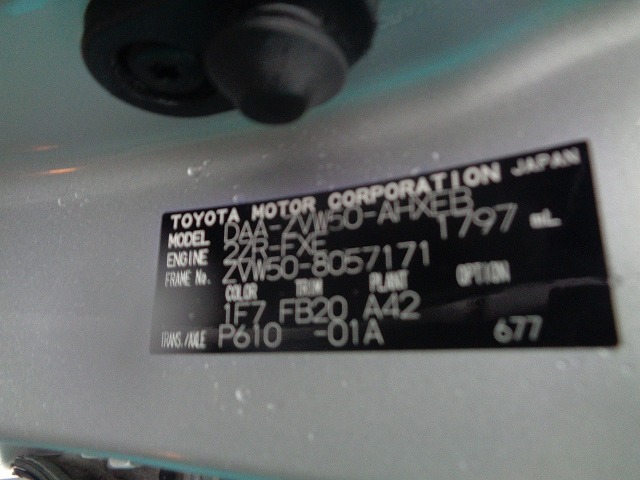 TOYOTA MOTOR CORPORATION JAPAN
MODEL DAA-ZVW50-AHXEB
ENGINE 2ZR-FXE 1797 mL
FRAME No. ZVW50-8057171
COLOR TRIM PLANT OPTION
1F7 FB20 A42
TRANS./AXLE P610 -01A 677